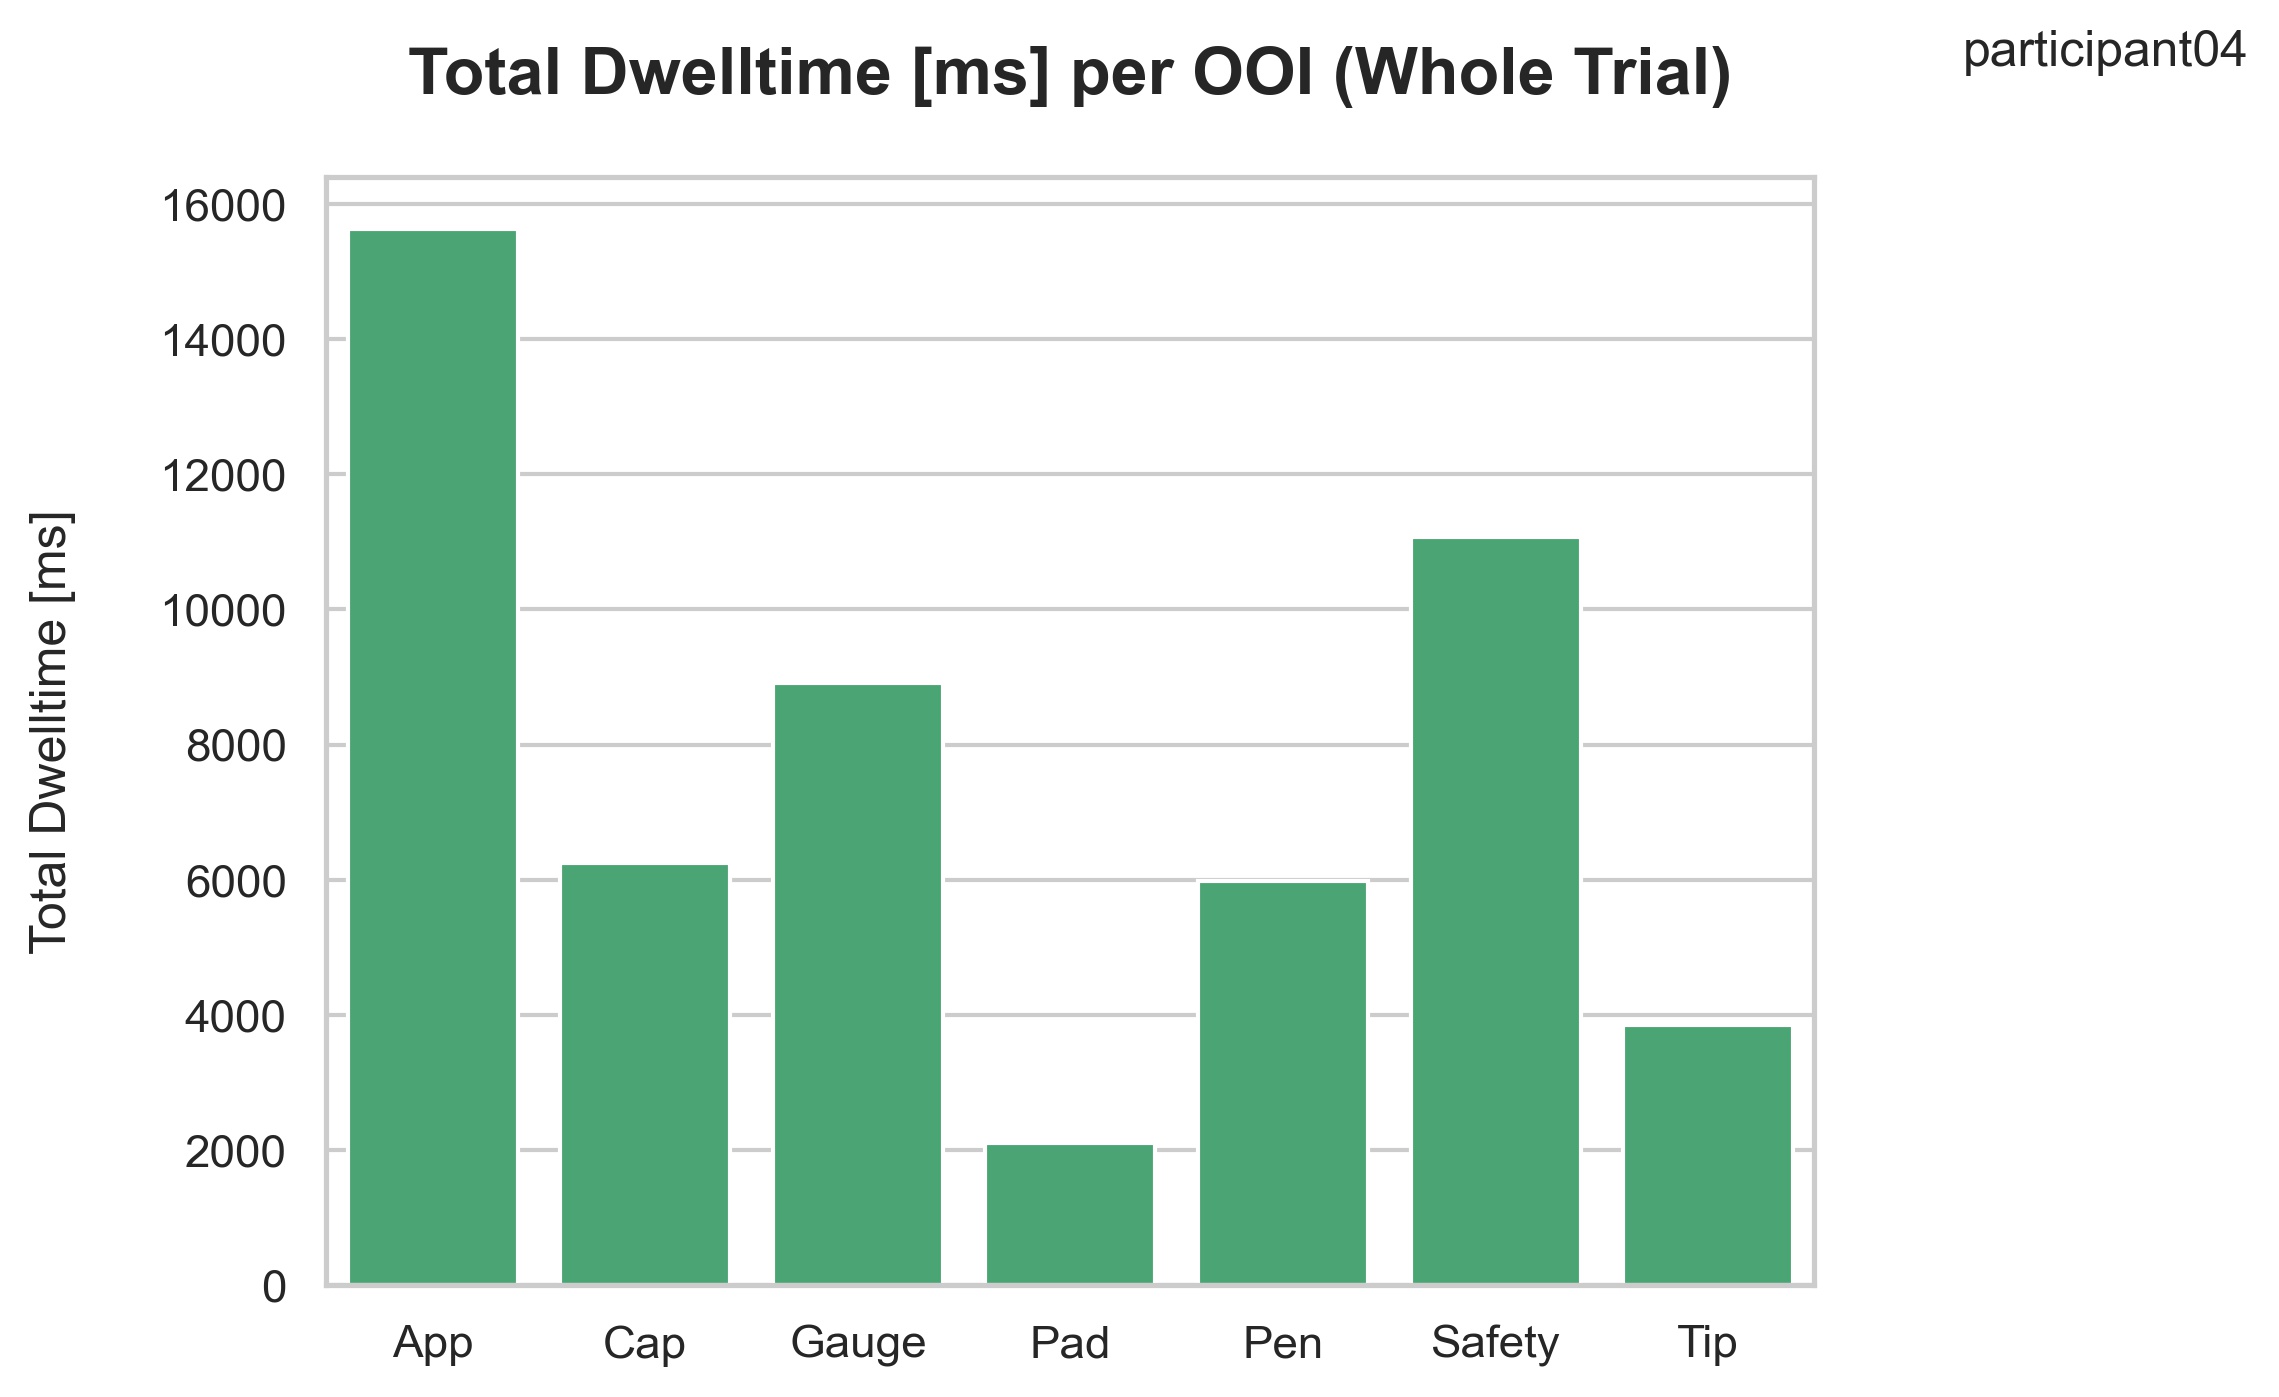 participant04
Total Dwelltime [ms] per OOI (Whole Trial)
Total Dwelltime [ms]
16000
14000
12000
10000
8000
6000
4000
2000
0
App Cap Gauge Pad Pen Safety Tip